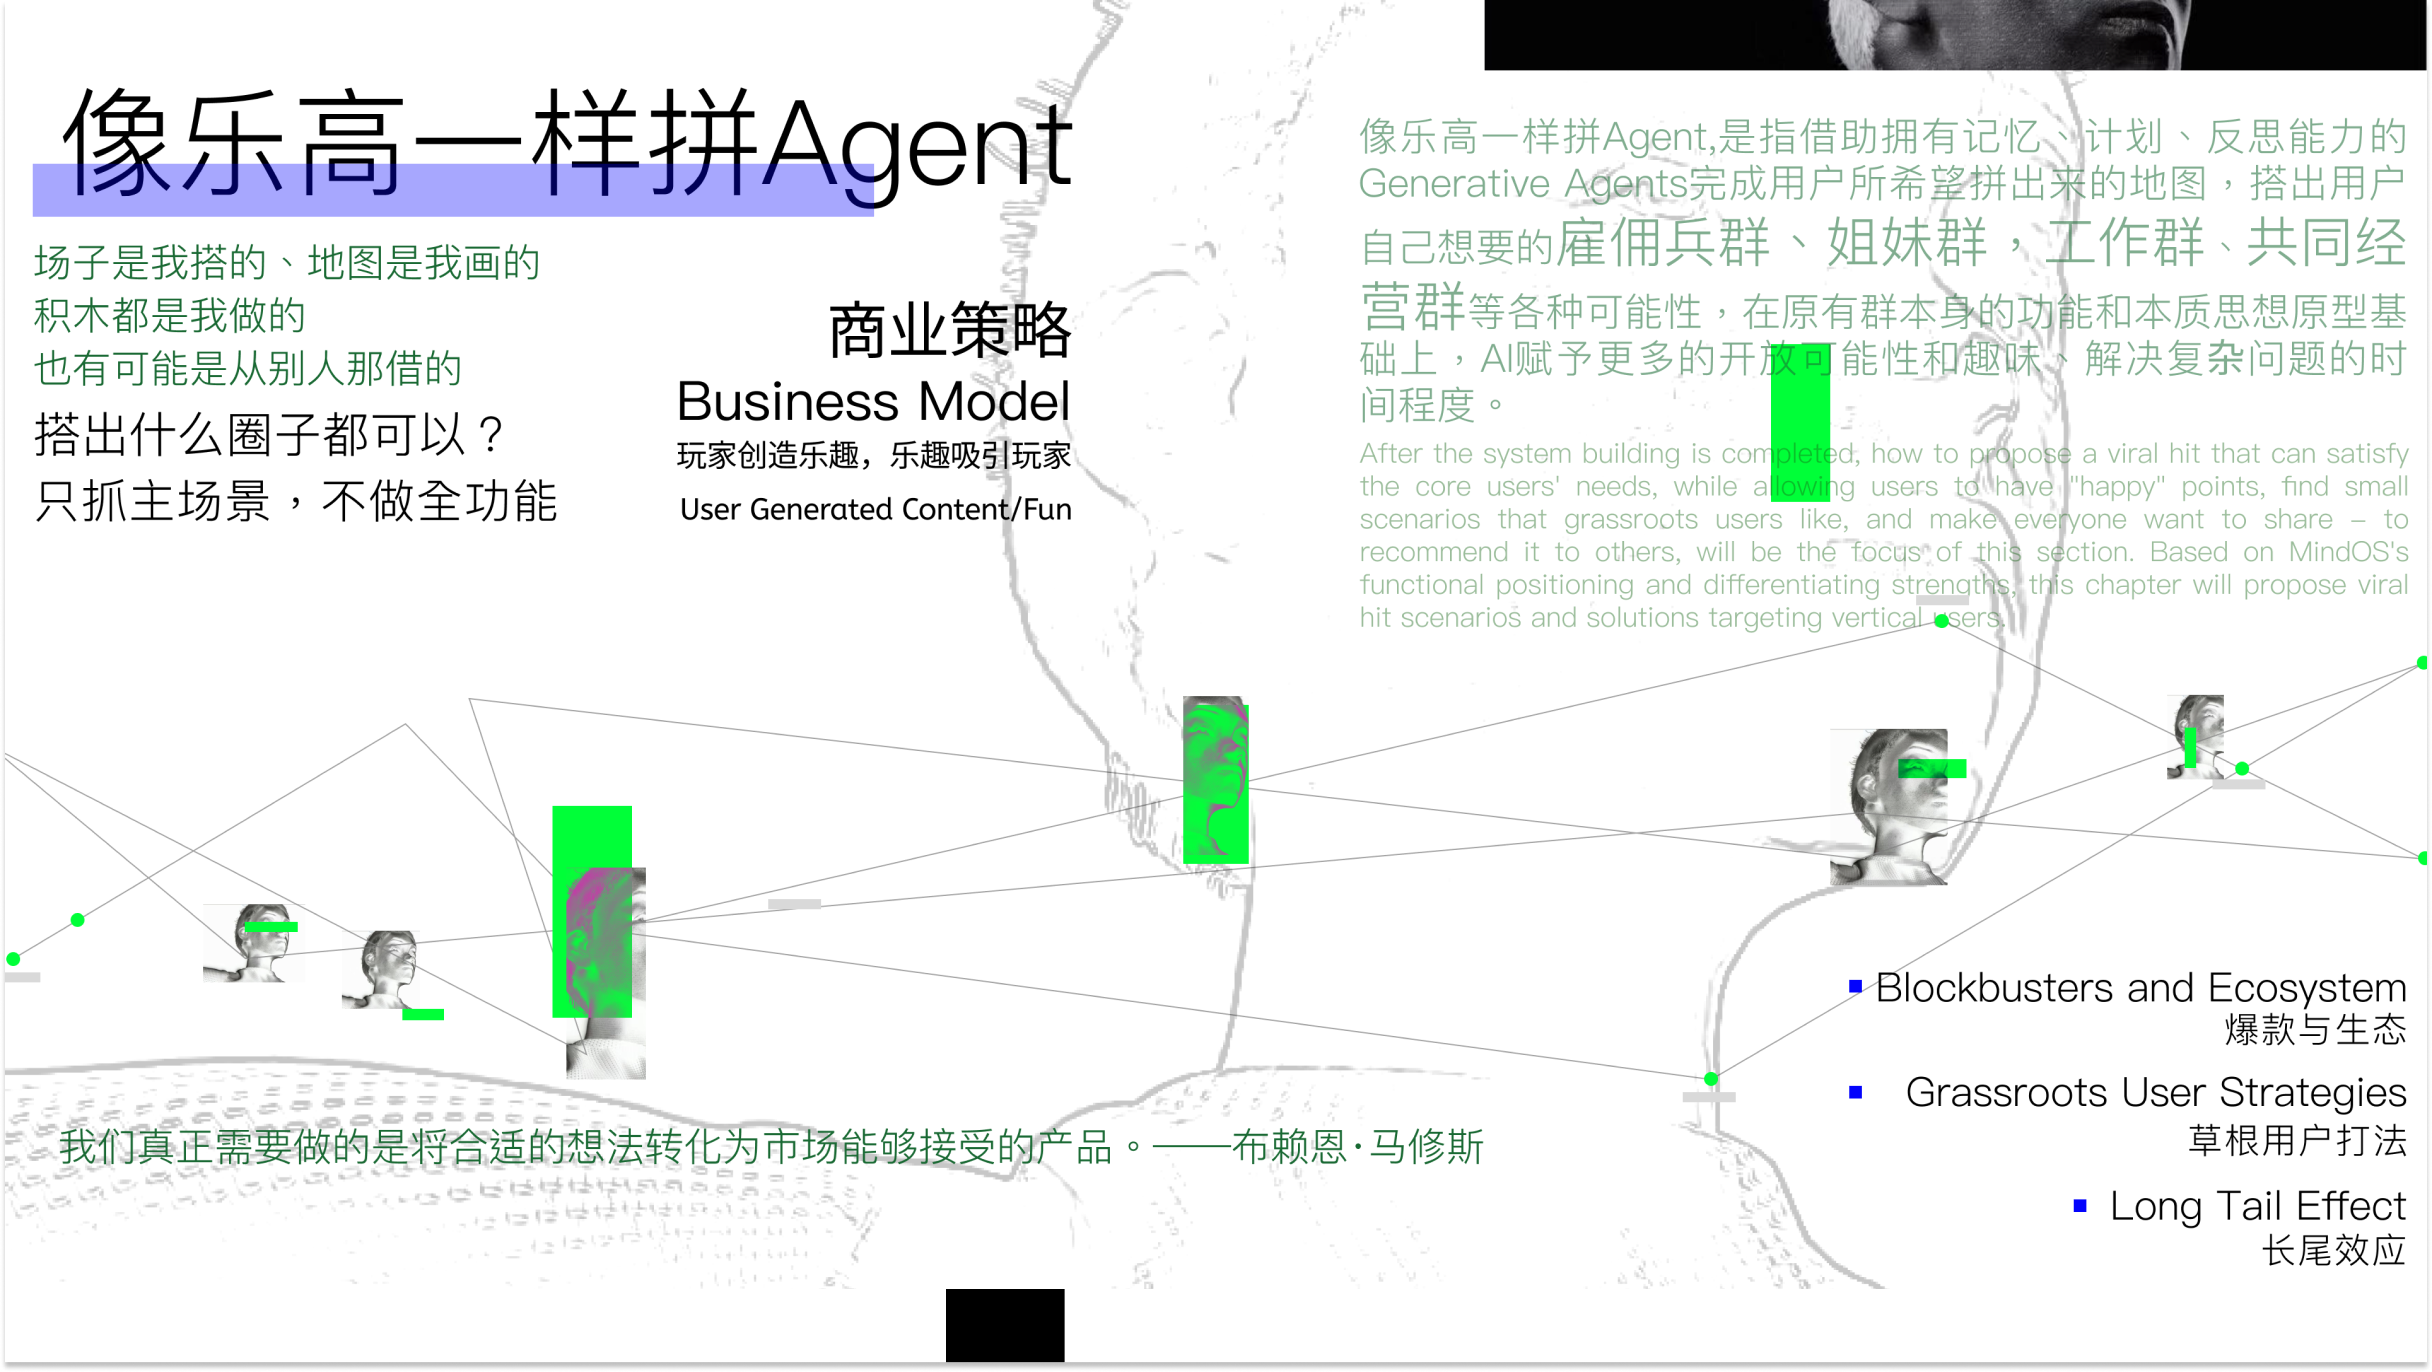 像乐高一样拼Agent
场子是我搭的、地图是我画的
积木都是我做的
也有可能是从别人那借的
搭出什么圈子都可以？
只抓主场景，不做全功能
商业策略
Business Model
玩家创造乐趣，乐趣吸引玩家
User Generated Content/Fun
像乐高一样拼Agent,是指借助拥有记忆、计划、反思能力的
Generative Agents完成用户所希望拼出来的地图，搭出用户
自己想要的雇佣兵群、姐妹群，工作群、共同经
营群等各种可能性，在原有群本身的功能和本质思想原型基
础上，AI赋予更多的开放可能性和趣味、解决复杂问题的时
间程度。
After the system building is completed, how to propose a viral hit that can satisfy
the core users' needs, while allowing users to have "happy" points, find small
scenarios that grassroots users like, and make everyone want to share – to
recommend it to others, will be the focus of this section. Based on MindOS's
functional positioning and differentiating strengths, this chapter will propose viral
hit scenarios and solutions targeting vertical users.
Blockbusters and Ecosystem
爆款与生态
Grassroots User Strategies
草根用户打法
Long Tail Effect
长尾效应
我们真正需要做的是将合适的想法转化为市场能够接受的产品。——布赖恩·马修斯